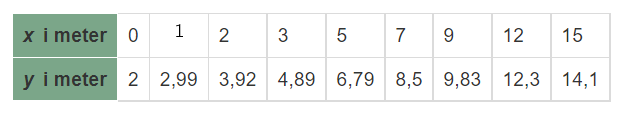 x i meter 0 1 2 3 5 7 9 12 15
y i meter 2 2,99 3,92 4,89 6,79 8,5 9,83 12,3 14,1